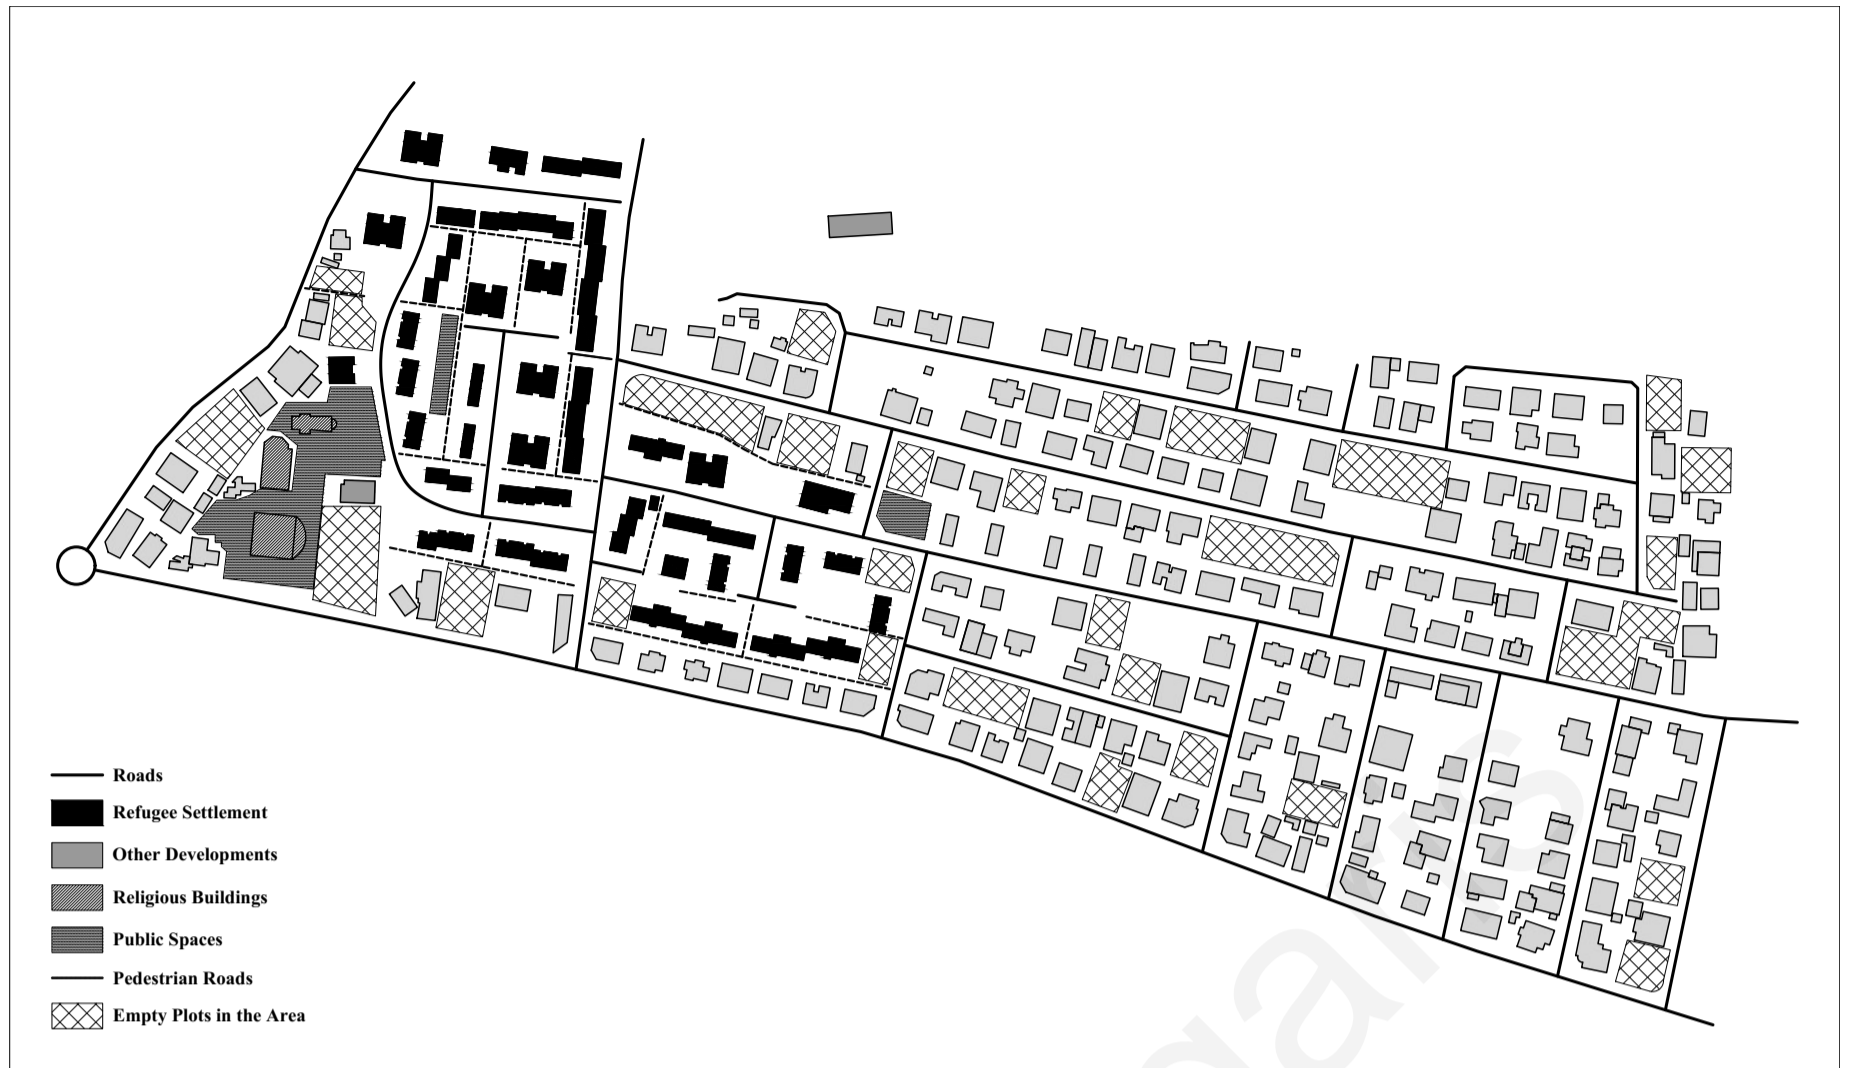 Roads
Refugee Settlement
Other Developments
Religious Buildings
Public Spaces
Pedestrian Roads
Empty Plots in the Area